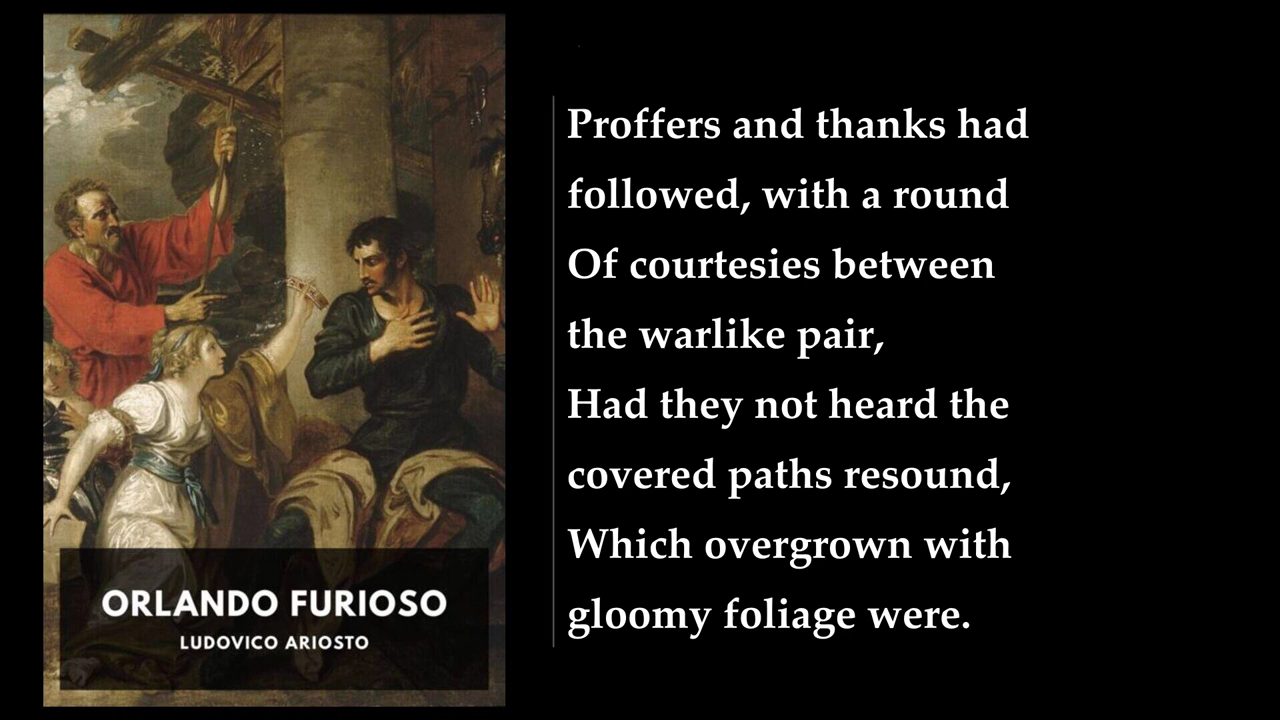 ORLANDO FURIOSO
LUDOVICO ARIOSTO
Proffers and thanks had
followed, with a round
Of courtesies between
the warlike pair,
Had they not heard the
covered paths resound,
Which overgrown with
gloomy foliage were.